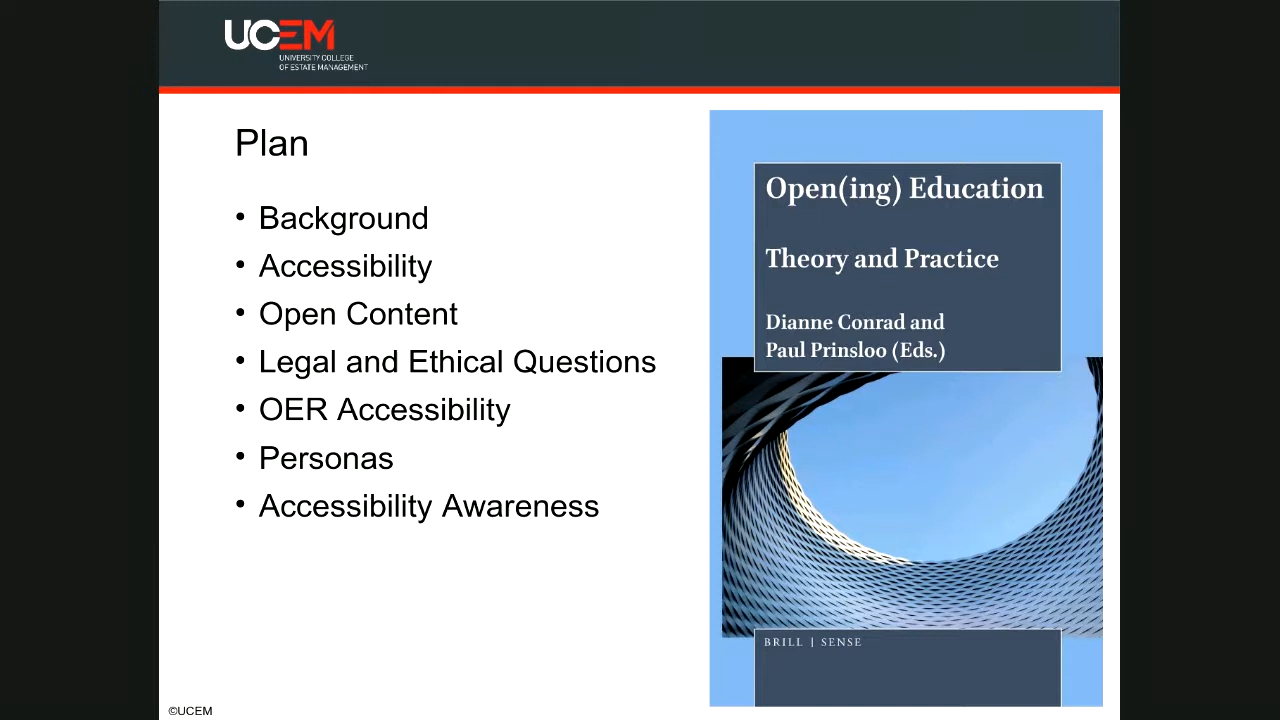 UCEM
UNIVERSITY COLLEGE
OF ESTATE MANAGEMENT
Plan
• Background
• Accessibility
• Open Content
• Legal and Ethical Questions
• OER Accessibility
• Personas
• Accessibility Awareness
Open(ing) Education
Theory and Practice
Dianne Conrad and
Paul Prinsloo (Eds.)
BRILL | SENSE
©UCEM